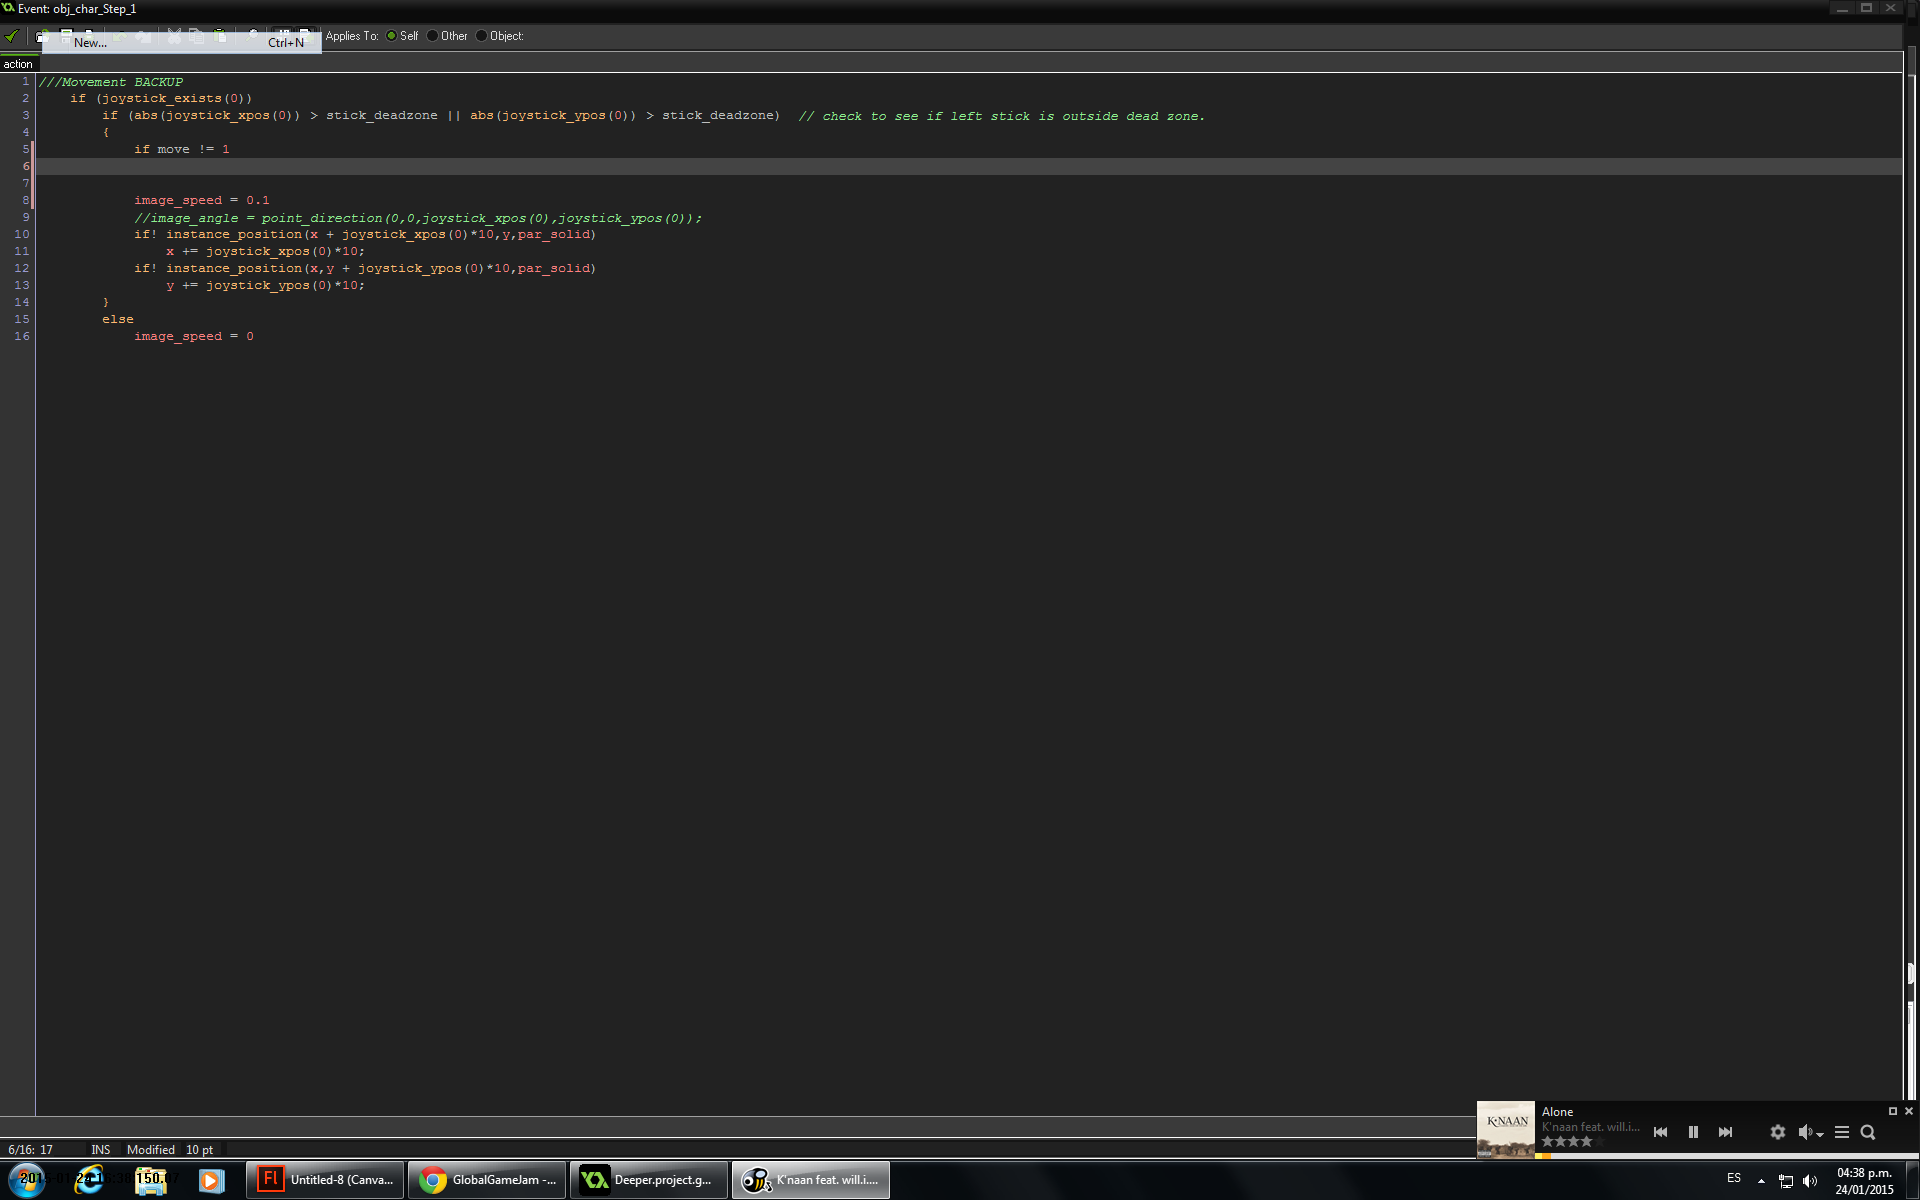 Event: obj_char_Step_1
New... Ctrl+N Applies To: Self Other Object:
action
1 ///Movement BACKUP
2 if (joystick_exists(0))
3 if (abs(joystick_xpos(0)) > stick_deadzone || abs(joystick_ypos(0)) > stick_deadzone) // check to see if left stick is outside dead zone.
4 {
5 if move != 1
6
7
8 image_speed = 0.1
9 //image_angle = point_direction(0,0,joystick_xpos(0),joystick_ypos(0));
10 if! instance_position(x + joystick_xpos(0)*10,y,par_solid)
11 x += joystick_xpos(0)*10;
12 if! instance_position(x,y + joystick_ypos(0)*10,par_solid)
13 y += joystick_ypos(0)*10;
14 }
15 else
16 image_speed = 0
K'NAAN
Alone
K'naan feat. will.i....
6/16: 17 INS Modified 10 pt
Fl Untitled-8 (Canva...
GlobalGameJam -...
Deeper.project.g...
K'naan feat. will.i....
ES
04:38 p.m.
24/01/2015